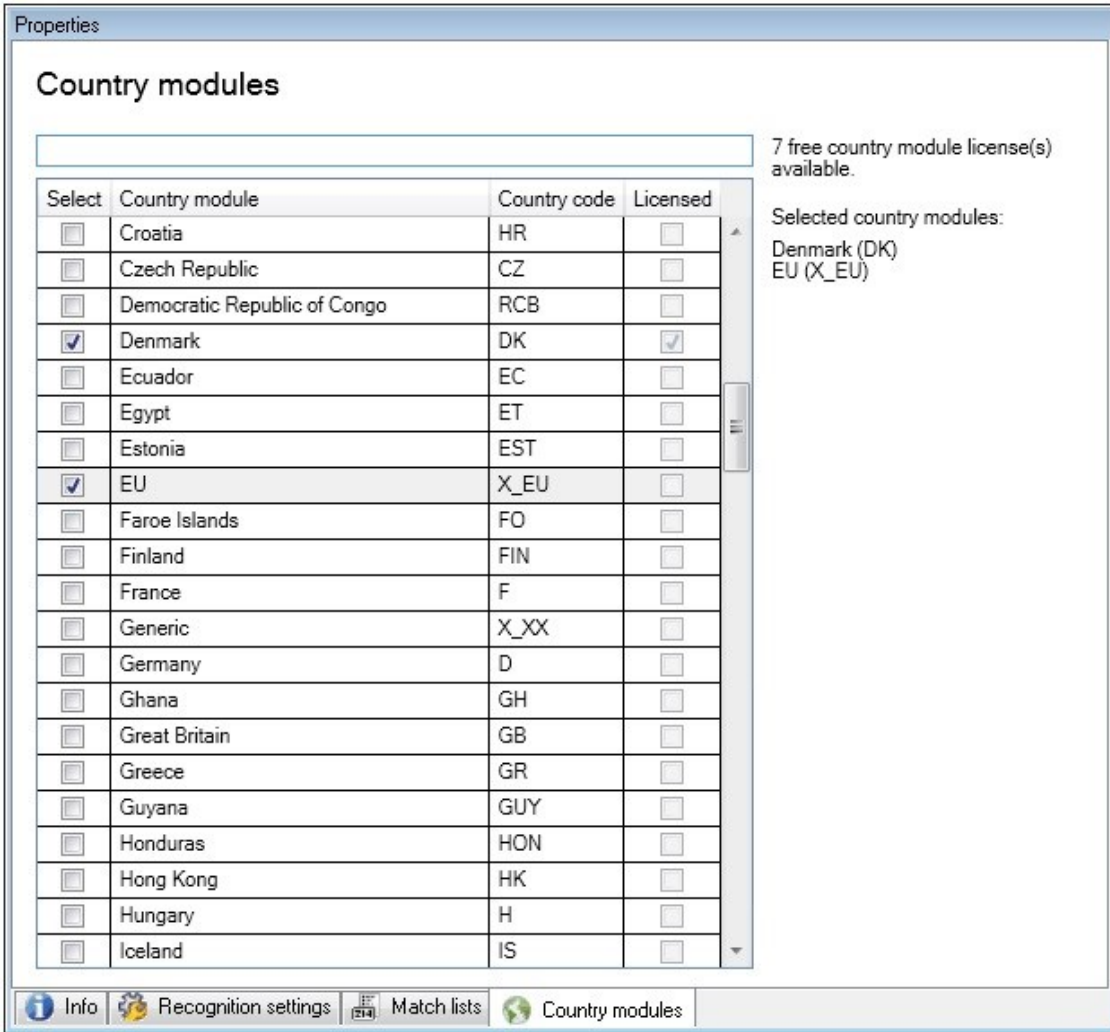 Properties
Country modules
7 free country module license(s)
available.
Selected country modules:
Denmark (DK)
EU (X_EU)
Select Country module Country code Licensed
Croatia HR
Czech Republic CZ
Democratic Republic of Congo RCB
Denmark DK
Ecuador EC
Egypt ET
Estonia EST
EU X_EU
Faroe Islands FO
Finland FIN
France F
Generic X_XX
Germany D
Ghana GH
Great Britain GB
Greece GR
Guyana GUY
Honduras HON
Hong Kong HK
Hungary H
Iceland IS
Info Recognition settings Match lists Country modules